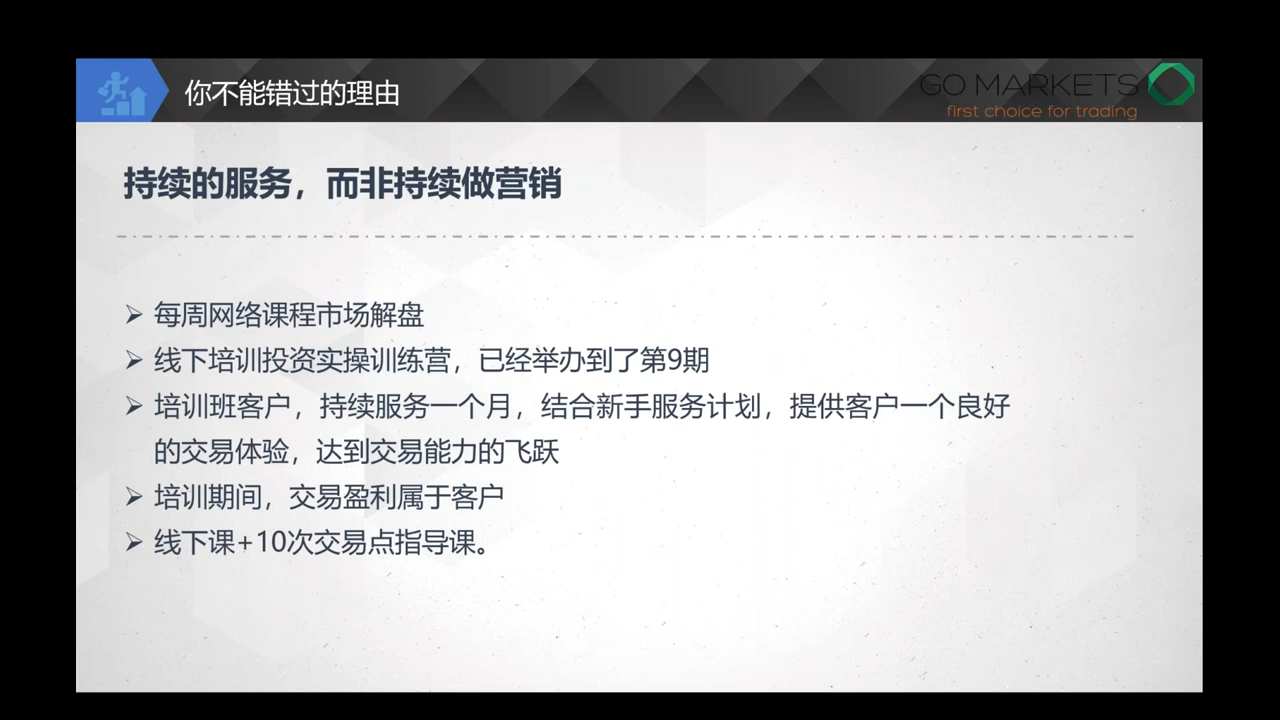 你不能错过的理由
GO MARKETS
first choice for trading
持续的服务，而非持续做营销
➢ 每周网络课程市场解盘
➢ 线下培训投资实操训练营，已经举办到了第9期
➢ 培训班客户，持续服务一个月，结合新手服务计划，提供客户一个良好
的交易体验，达到交易能力的飞跃
➢ 培训期间，交易盈利属于客户
➢ 线下课+10次交易点指导课。